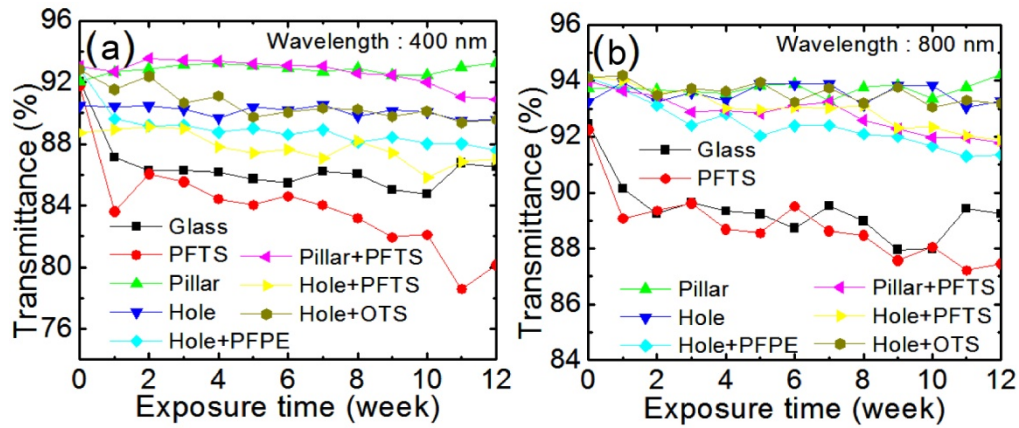 (a) Wavelength : 400 nm
Transmittance (%)
96
92
88
84
80
76
Glass
PFTS
Pillar
Hole
Hole+PFPE
Pillar+PFTS
Hole+PFTS
Hole+OTS
0 2 4 6 8 10 12
Exposure time (week)
(b) Wavelength : 800 nm
Transmittance (%)
96
94
92
90
88
86
84
Glass
PFTS
Pillar
Hole
Hole+PFPE
Pillar+PFTS
Hole+PFTS
Hole+OTS
0 2 4 6 8 10 12
Exposure time (week)